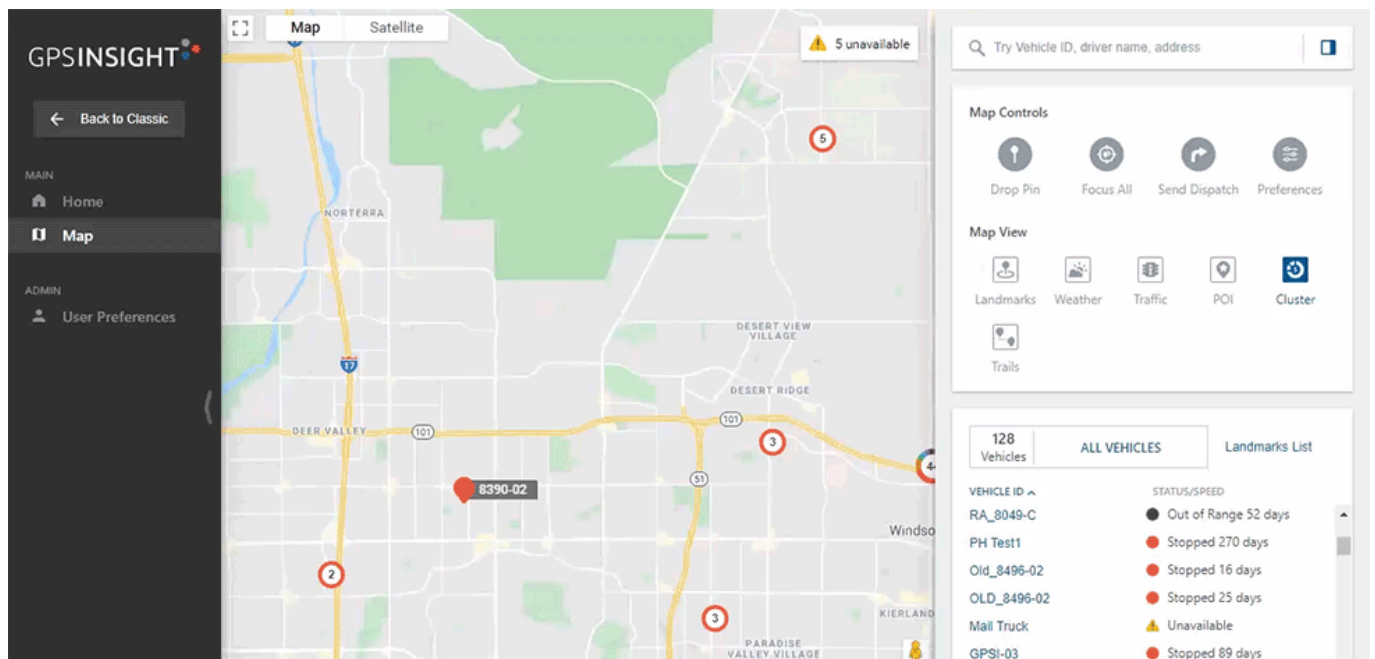 GPSINSIGHT
Back to Classic
MAIN
Home
Map
ADMIN
User Preferences
Map Satellite
5 unavailable
5
NORTERRA
DESERT VIEW
VILLAGE
17
DESERT RIDGE
DEER VALLEY
101
101
3
44
51
8390-02
Windso
2
3
KIERLAND
PARADISE
VALLEY VILLAGE
Try Vehicle ID, driver name, address
Map Controls
Drop Pin Focus All Send Dispatch Preferences
Map View
Landmarks Weather Traffic POI Cluster
Trails
128
Vehicles
ALL VEHICLES
Landmarks List
VEHICLE ID STATUS/SPEED
RA_8049-C Out of Range 52 days
PH Test1 Stopped 270 days
Old_8496-02 Stopped 16 days
OLD_8496-02 Stopped 25 days
Mail Truck Unavailable
GPSI-03 Stopped 89 days